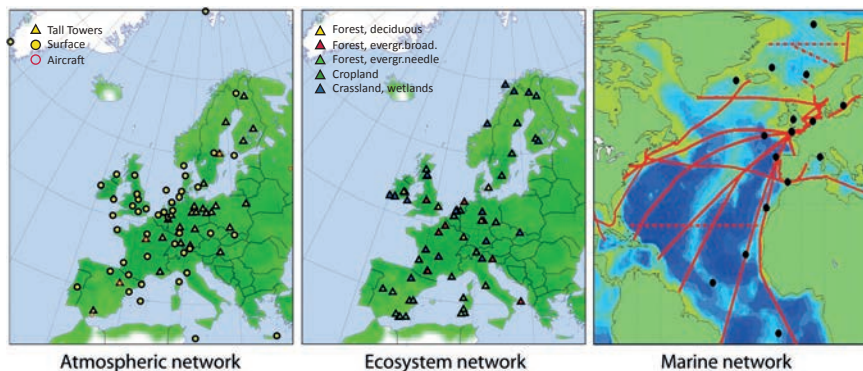 Tall Towers
Surface
Aircraft
Forest, deciduous
Forest, evergr.broad.
Forest, evergr.needle
Cropland
Crassland, wetlands
Atmospheric network
Ecosystem network
Marine network